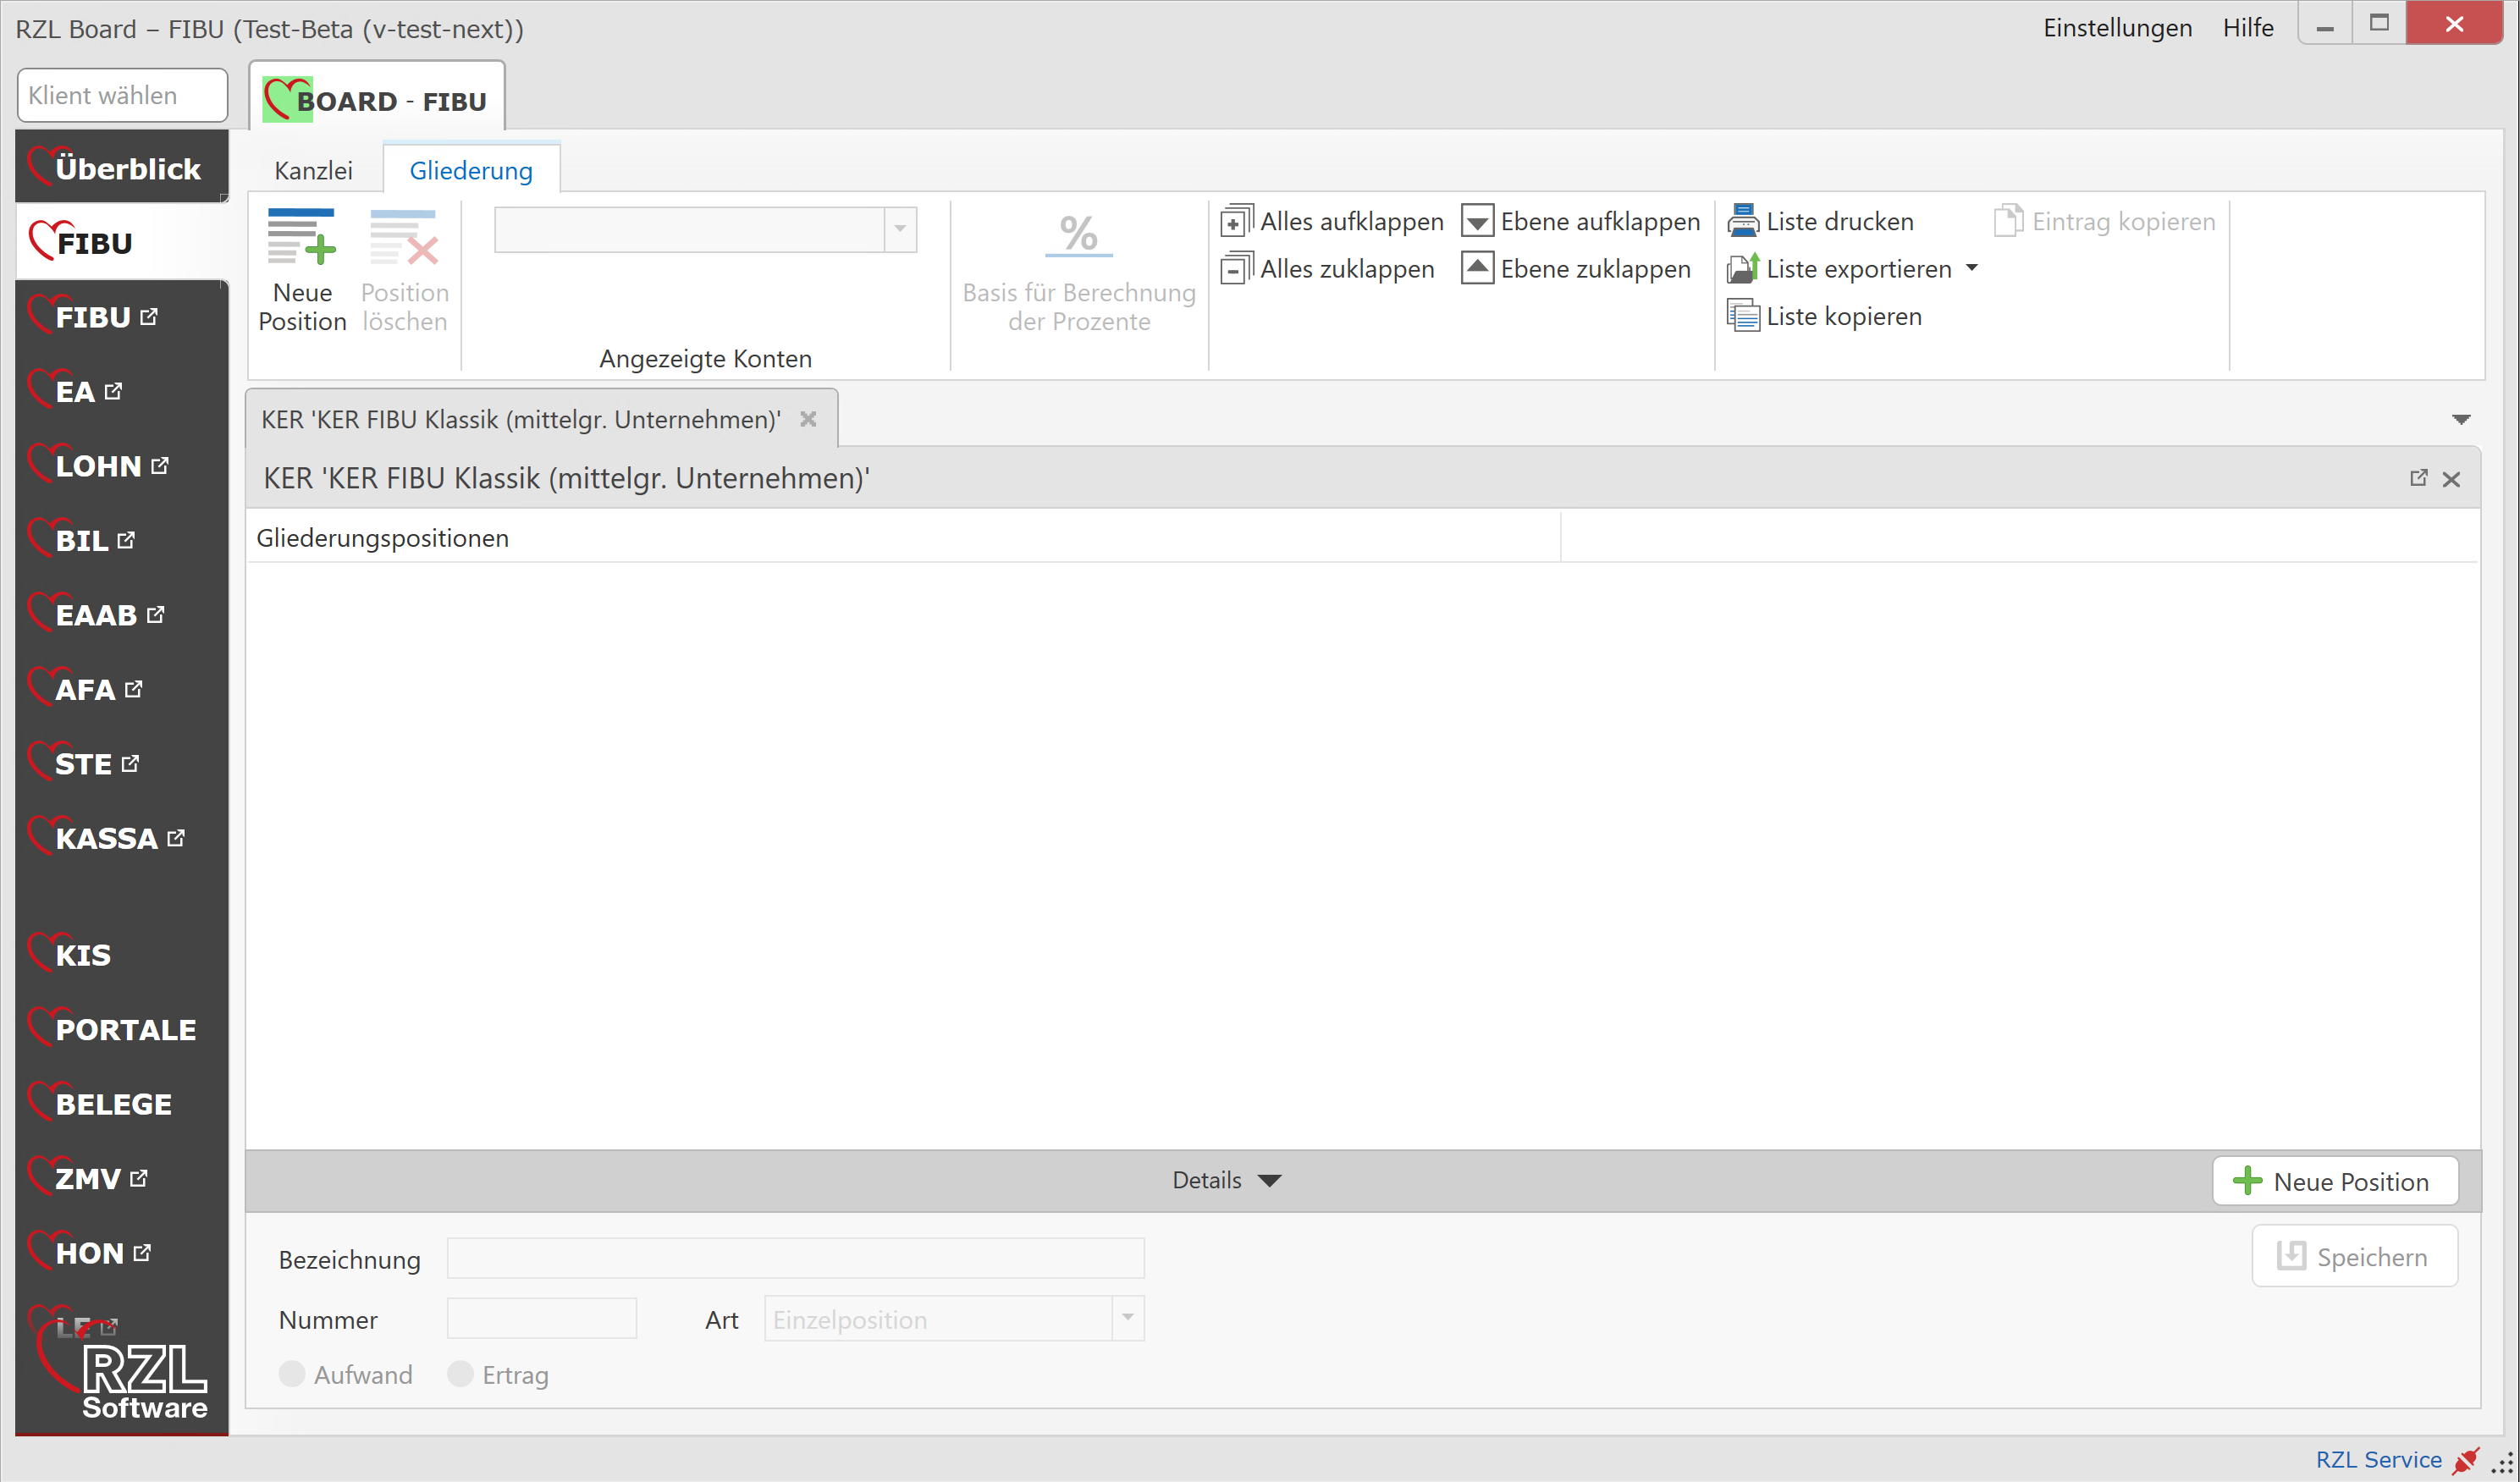 RZL Board – FIBU (Test-Beta (v-test-next))
Einstellungen Hilfe
Klient wählen
BOARD - FIBU
Überblick
FIBU
FIBU
EA
LOHN
BIL
EAAB
AFA
STE
KASSA
KIS
PORTALE
BELEGE
ZMV
HON
LE
RZL
Software
Kanzlei Gliederung
Neue
Position
Position
löschen
Angezeigte Konten
%
Basis für Berechnung
der Prozente
Alles aufklappen
Alles zuklappen
Ebene aufklappen
Ebene zuklappen
Liste drucken
Liste exportieren
Liste kopieren
Eintrag kopieren
KER 'KER FIBU Klassik (mittelgr. Unternehmen)'
KER 'KER FIBU Klassik (mittelgr. Unternehmen)'
Gliederungspositionen
Details
Neue Position
Bezeichnung
Speichern
Nummer
Art Einzelposition
Aufwand Ertrag
RZL Service